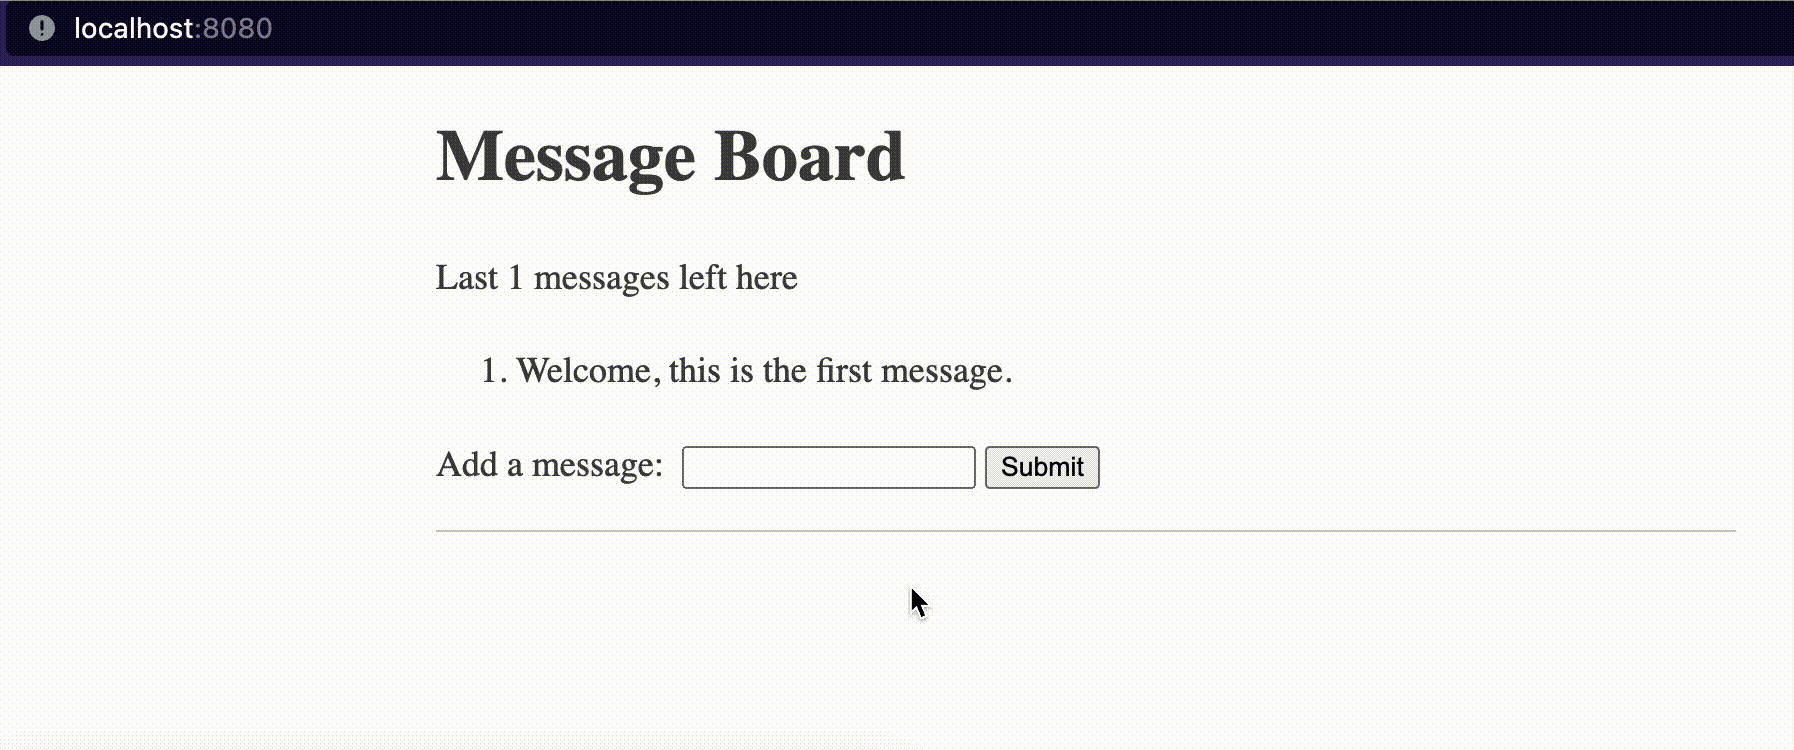 localhost:8080
Message Board
Last 1 messages left here
1. Welcome, this is the first message.
Add a message: Submit